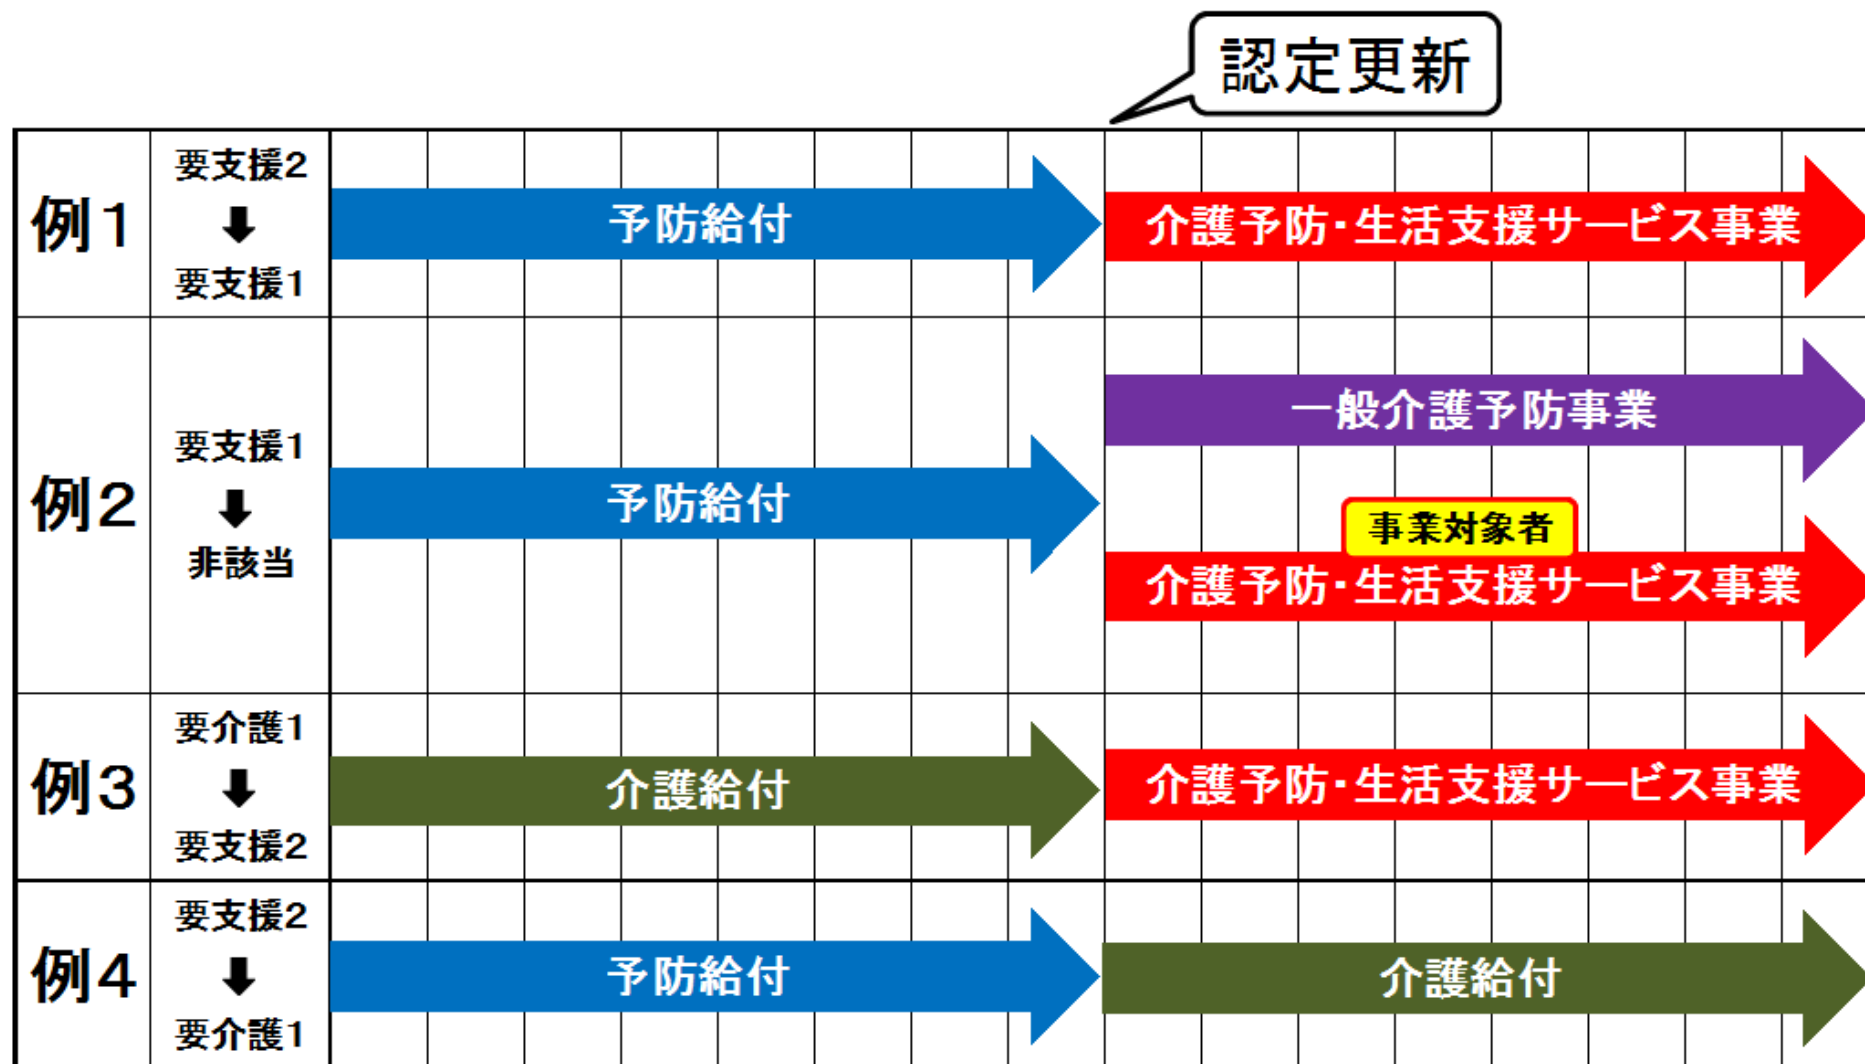 認定更新
例1
要支援2
要支援1
予防給付
介護予防・生活支援サービス事業
例2
要支援1
非該当
予防給付
一般介護予防事業
事業対象者
介護予防・生活支援サービス事業
例3
要介護1
要支援2
介護給付
介護予防・生活支援サービス事業
例4
要支援2
要介護1
予防給付
介護給付